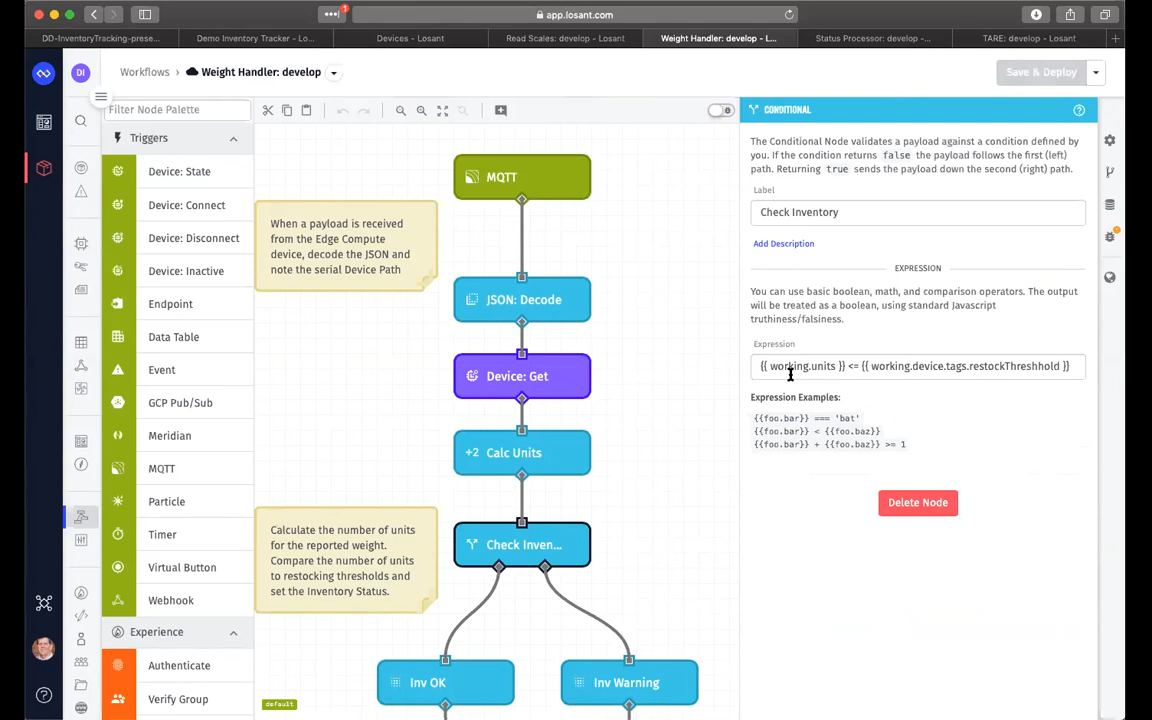 1
app.losant.com
DD-InventoryTracking-prese...
Demo Inventory Tracker - Lo...
Devices - Losant
Read Scales: develop - Losant
Weight Handler: develop - L...
Status Processor: develop -...
TARE: develop - Losant
DI
Workflows
Weight Handler: develop
Save & Deploy
Filter Node Palette
Triggers
Device: State
Device: Connect
Device: Disconnect
Device: Inactive
Endpoint
Data Table
Event
GCP Pub/Sub
Meridian
MQTT
Particle
Timer
Virtual Button
Webhook
Experience
Authenticate
Verify Group
When a payload is received
from the Edge Compute
device, decode the JSON and
note the serial Device Path
Calculate the number of units
for the reported weight.
Compare the number of units
to restocking thresholds and
set the Inventory Status.
default
MQTT
JSON: Decode
Device: Get
+2 Calc Units
Check Inven...
Inv OK
Inv Warning
CONDITIONAL
The Conditional Node validates a payload against a condition defined by
you. If the condition returns false the payload follows the first (left)
path. Returning true sends the payload down the second (right) path.
Label
Check Inventory
Add Description
EXPRESSION
You can use basic boolean, math, and comparison operators. The output
will be treated as a boolean, using standard Javascript
truthiness/falsiness.
Expression
{{ working.units }} <= {{ working.device.tags.restockThreshhold }}
Expression Examples:
{{foo.bar}} === 'bat'
{{foo.bar}} < {{foo.baz}}
{{foo.bar}} + {{foo.baz}} >= 1
Delete Node